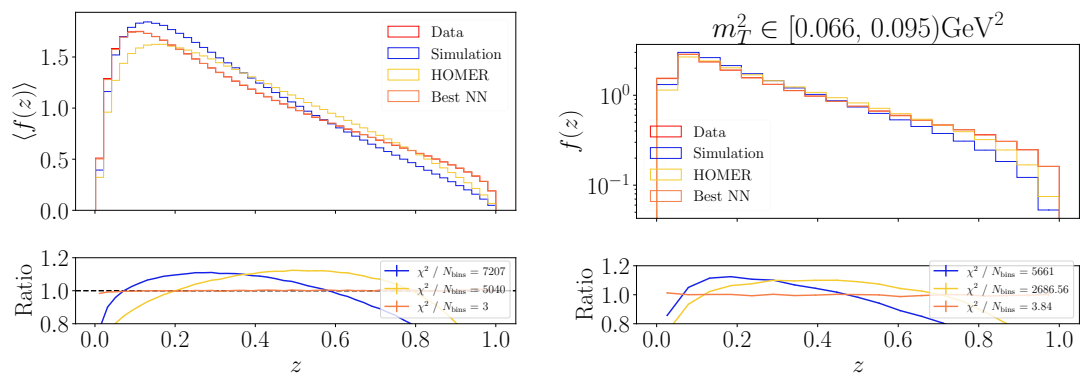 ⟨f(z)⟩
1.5
1.0
0.5
0.0
Data
Simulation
HOMER
Best NN
Ratio
1.2
1.0
0.8
χ² / N_bins = 7207
χ² / N_bins = 5040
χ² / N_bins = 3
0.0 0.2 0.4 0.6 0.8 1.0
z
m_T² ∈ [0.066, 0.095)GeV²
f(z)
10⁰
10⁻¹
Data
Simulation
HOMER
Best NN
Ratio
1.2
1.0
0.8
χ² / N_bins = 5661
χ² / N_bins = 2686.56
χ² / N_bins = 3.84
0.0 0.2 0.4 0.6 0.8 1.0
z